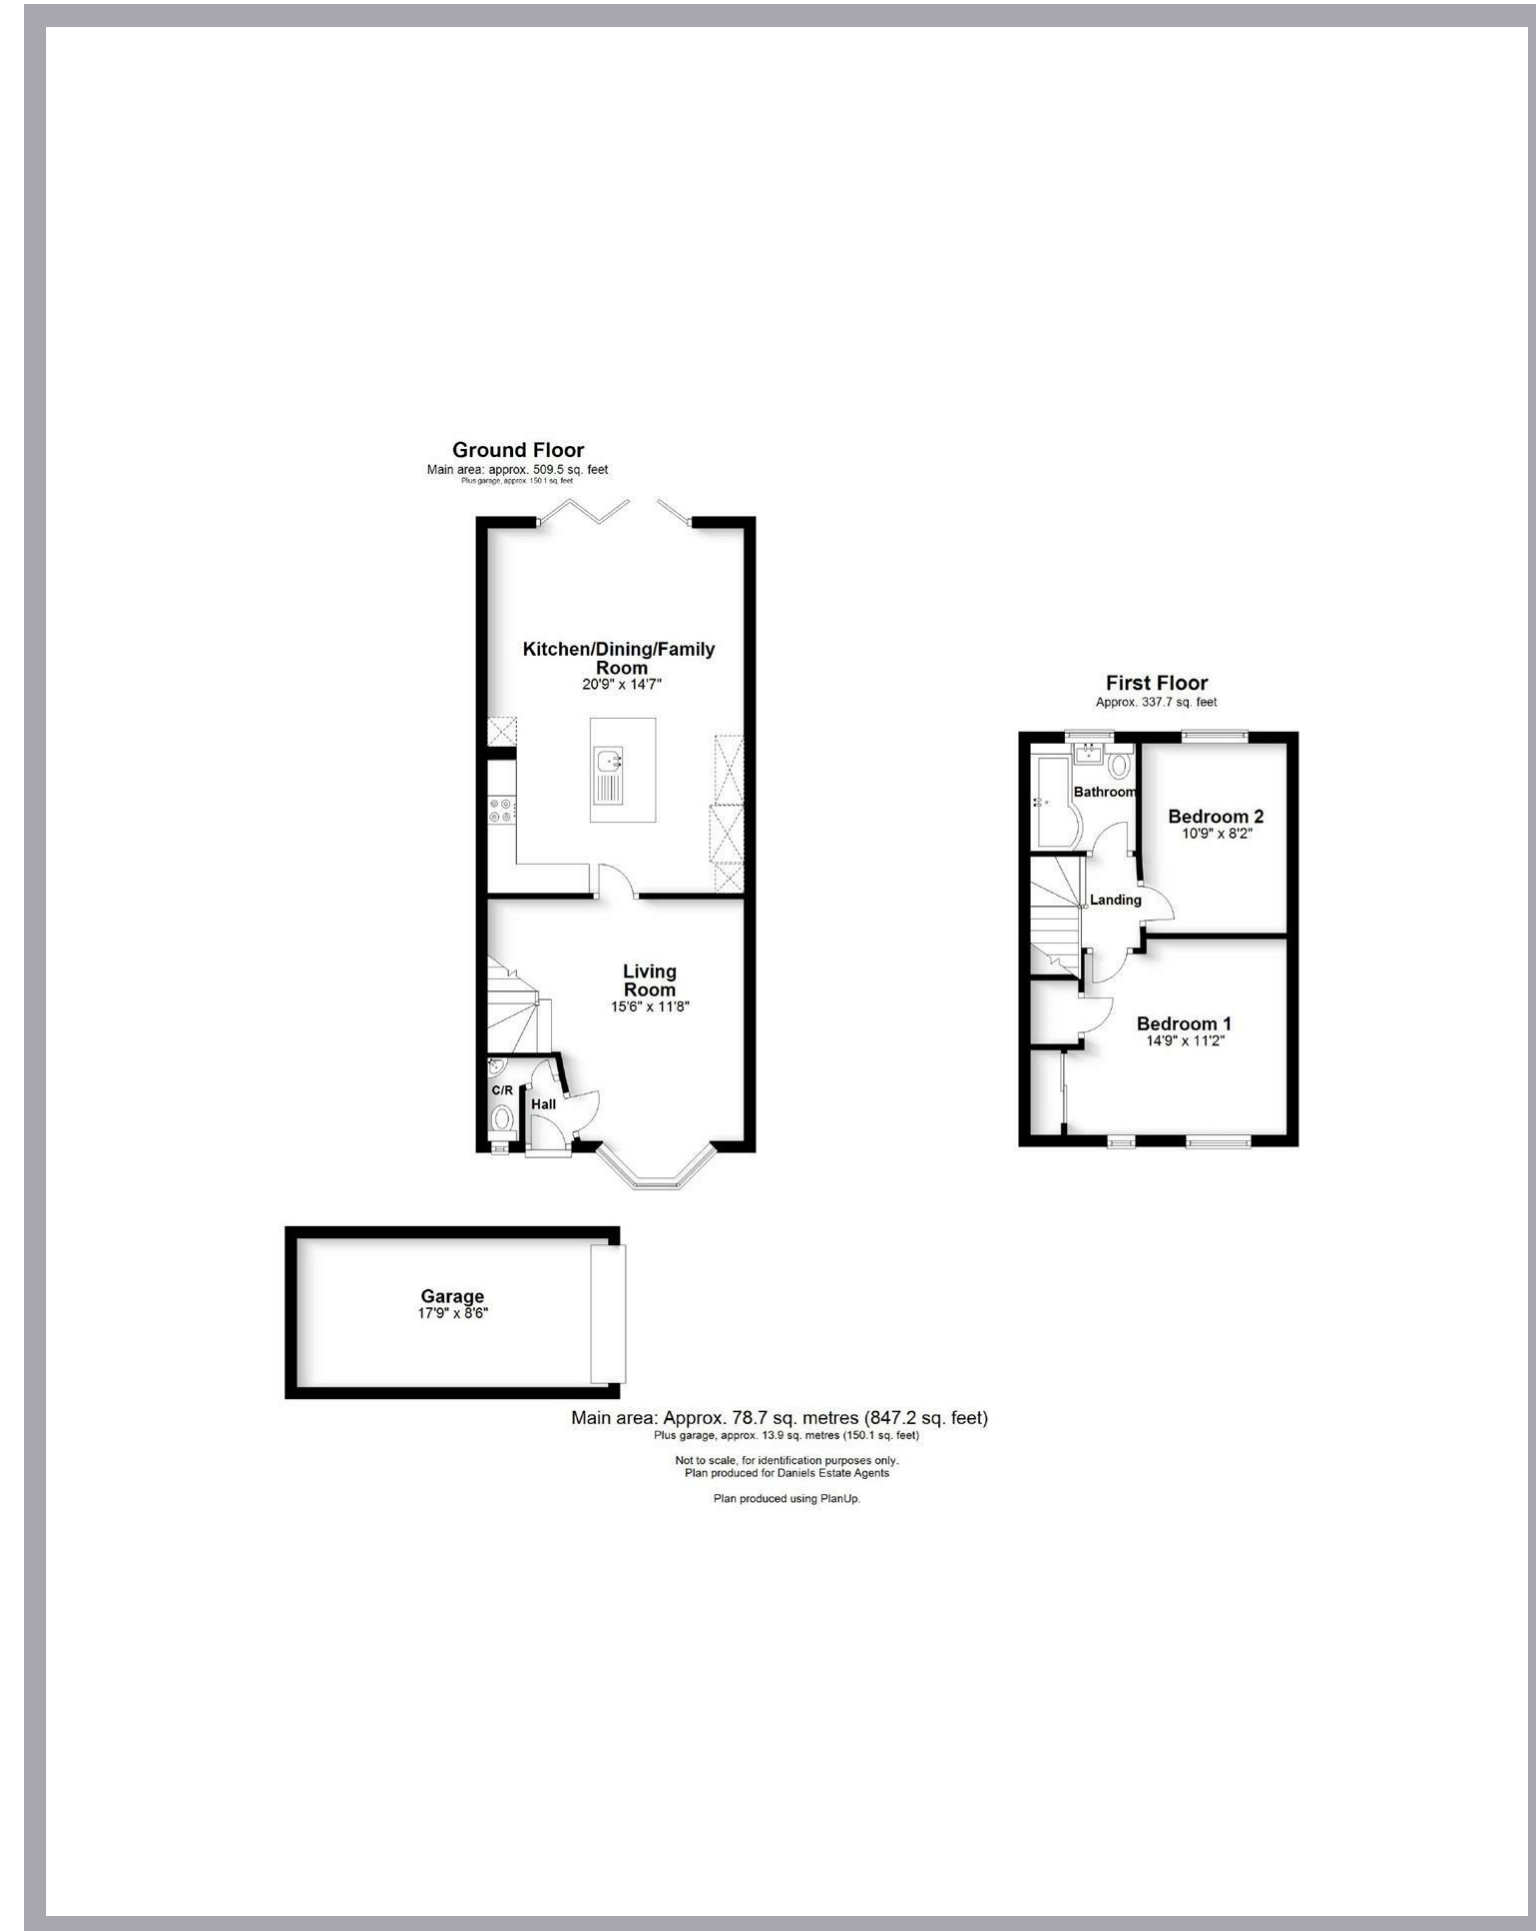 Ground Floor
Main area: approx. 509.5 sq. feet
Plus garage, approx. 150.1 sq. feet
Kitchen/Dining/Family
Room
20'9" x 14'7"
Living
Room
15'6" x 11'8"
C/R
Hall
First Floor
Approx. 337.7 sq. feet
Bathroom
Bedroom 2
10'9" x 8'2"
Landing
Bedroom 1
14'9" x 11'2"
Garage
17'9" x 8'6"
Main area: Approx. 78.7 sq. metres (847.2 sq. feet)
Plus garage, approx. 13.9 sq. metres (150.1 sq. feet)
Not to scale, for identification purposes only.
Plan produced for Daniels Estate Agents
Plan produced using PlanUp.